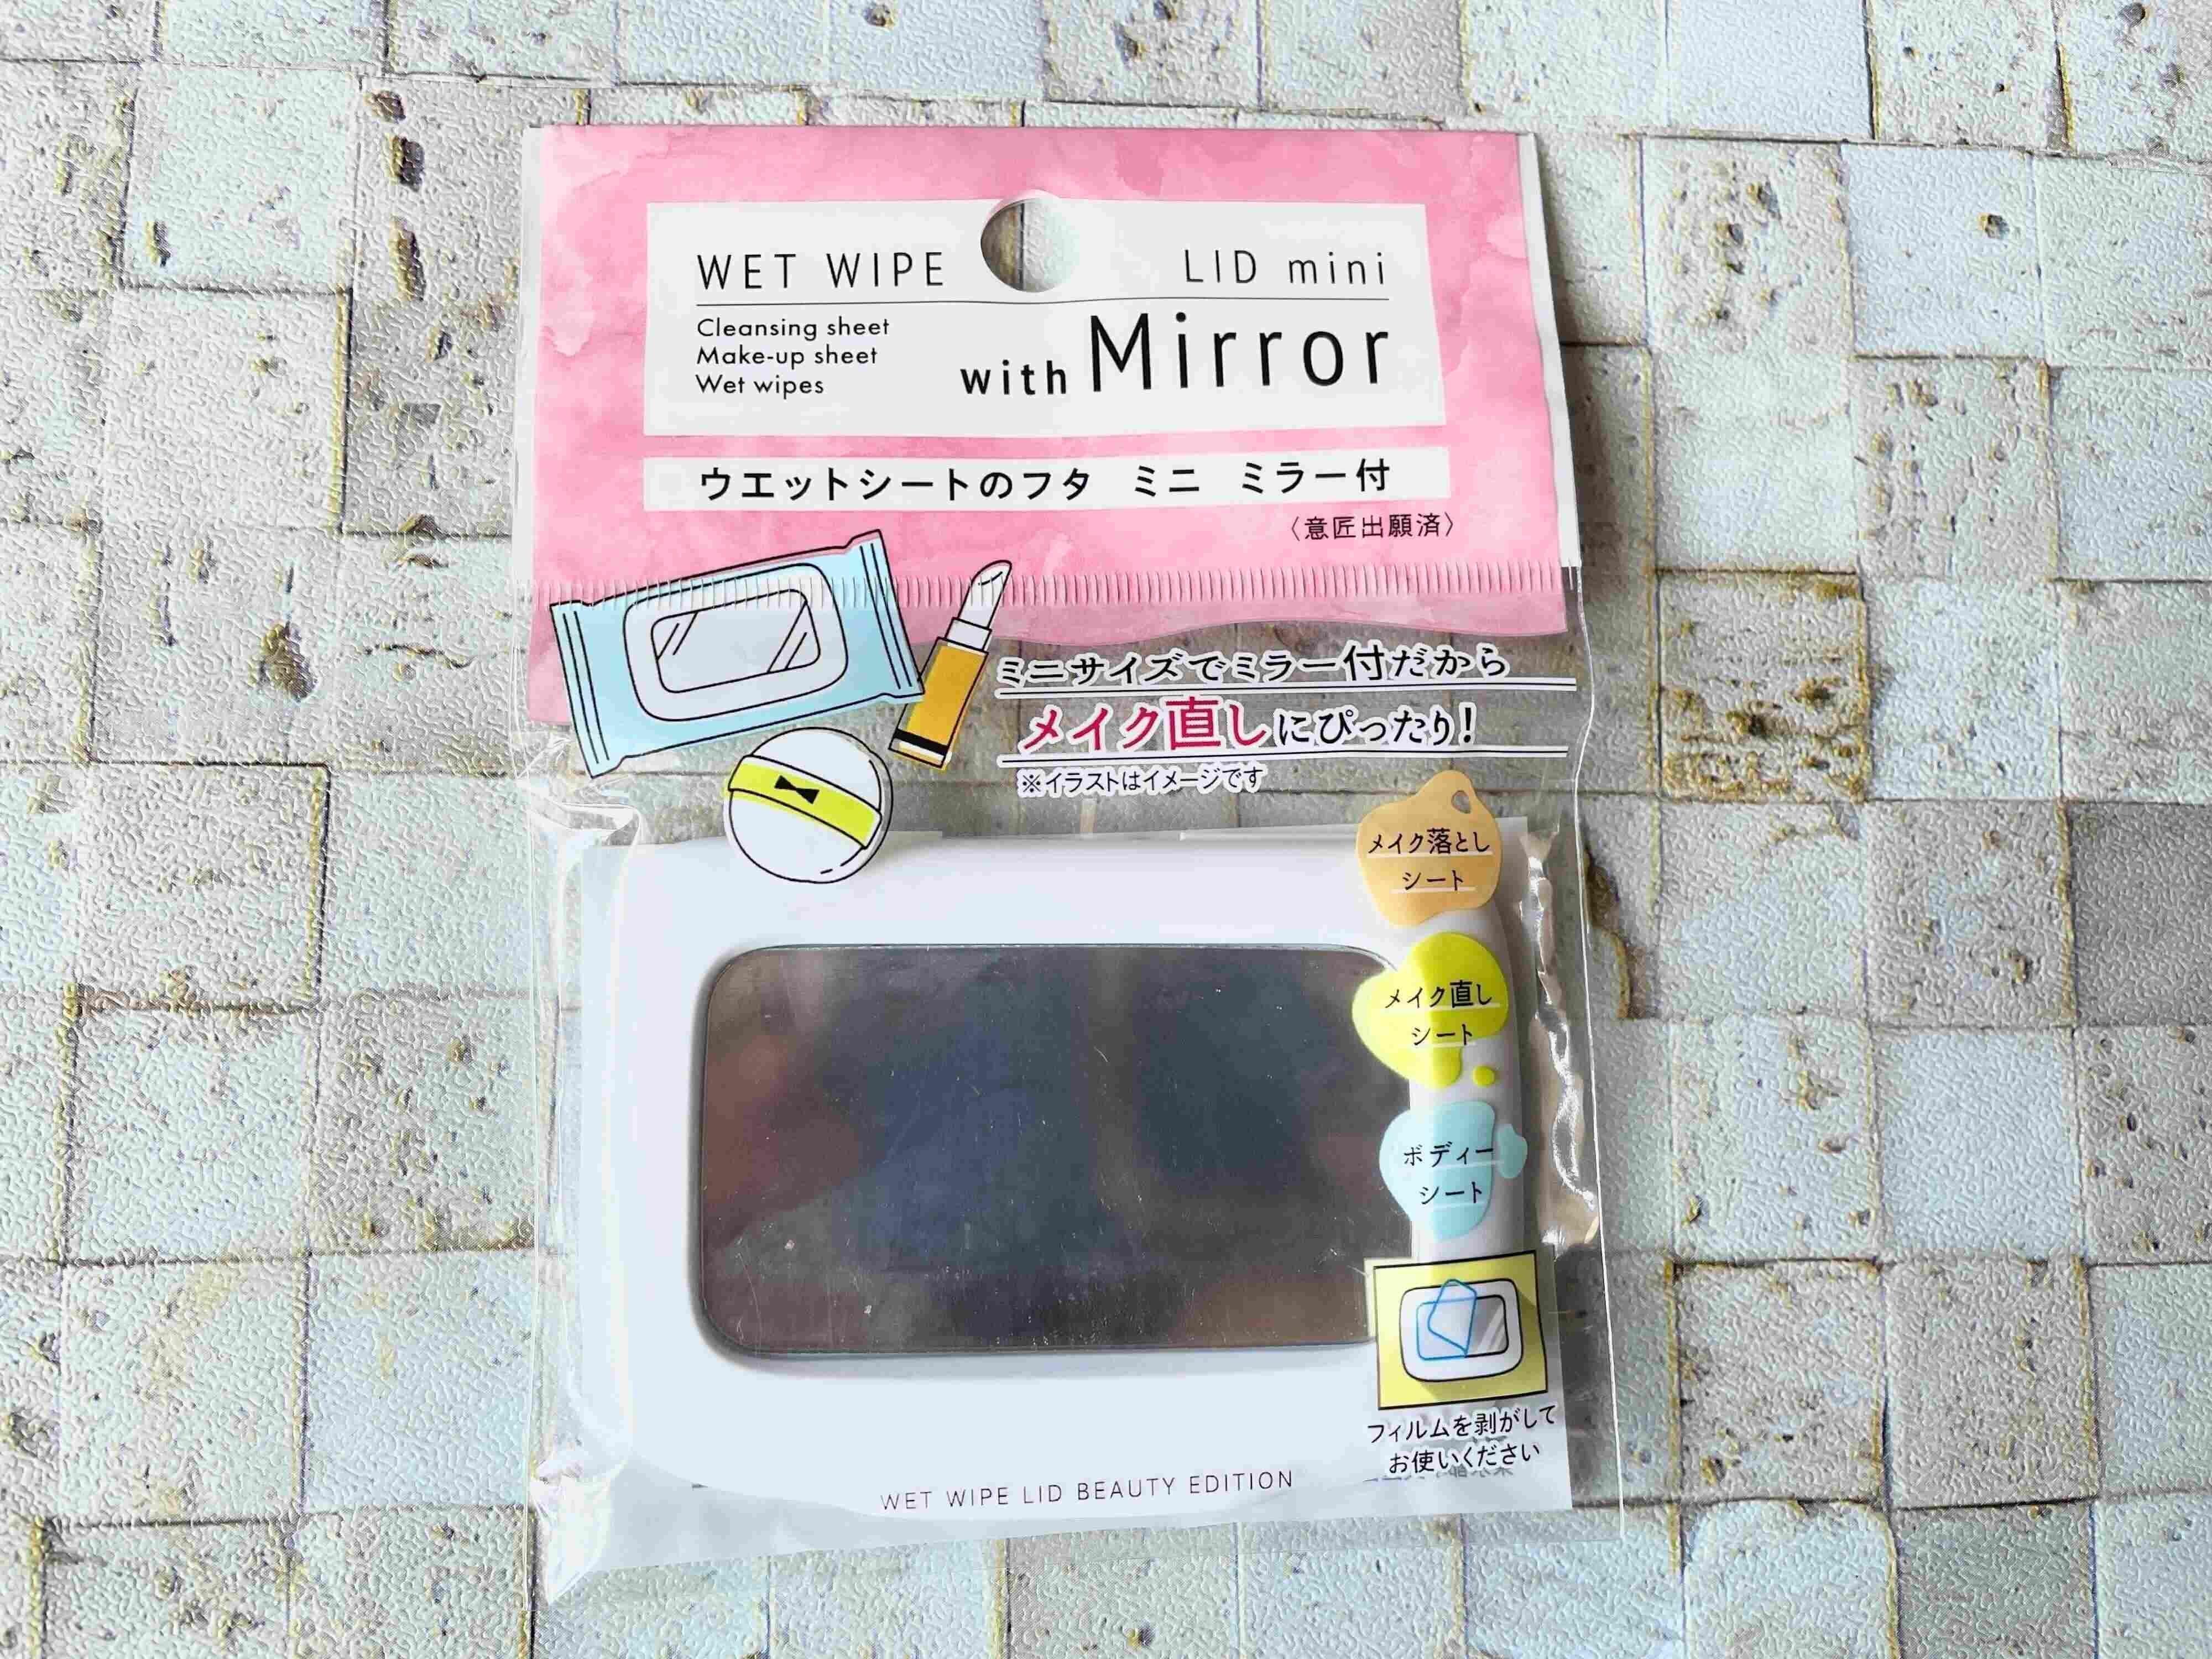 WET WIPE LID mini
Cleansing sheet
Make-up sheet
Wet wipes
with Mirror
ウエットシートのフタ ミニ ミラー付
〈意匠出願済〉
ミニサイズでミラー付だから
メイク直しにぴったり!
※イラストはイメージです
メイク落とし
シート
メイク直し
シート
ボディー
シート
フィルムを剥がして
お使いください
WET WIPE LID BEAUTY EDITION